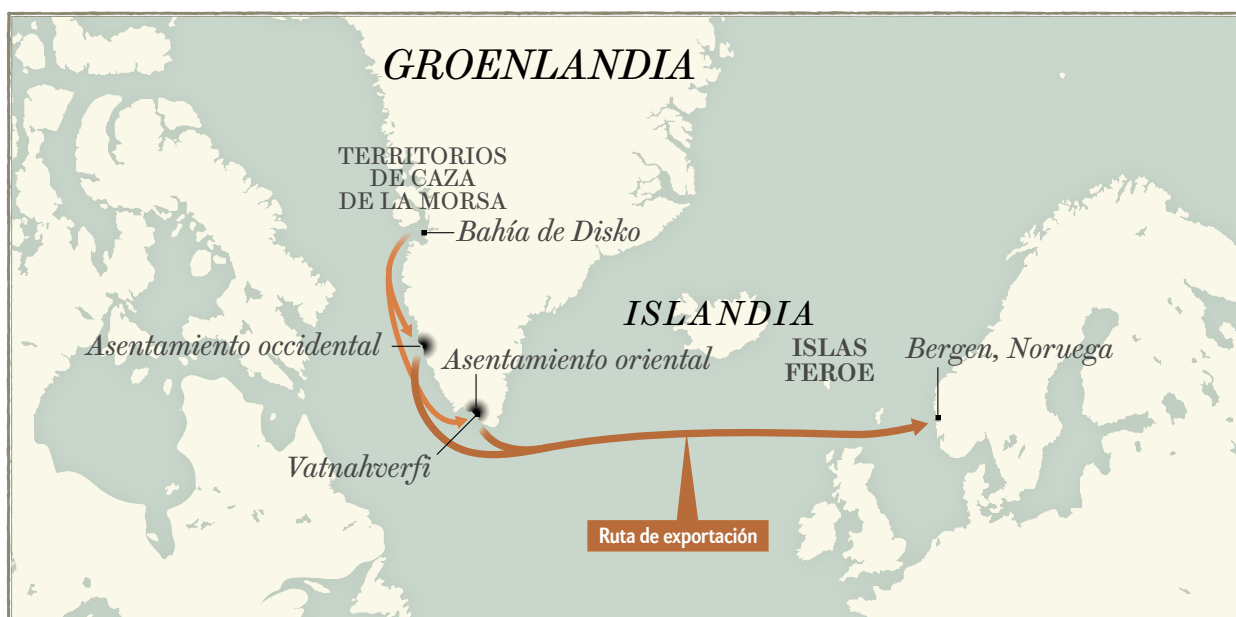 GROENLANDIA
TERRITORIOS
DE CAZA
DE LA MORSA
Bahía de Disko
ISLANDIA
Asentamiento occidental
Asentamiento oriental
ISLAS
FEROE
Bergen, Noruega
Vatnahverfi
Ruta de exportación